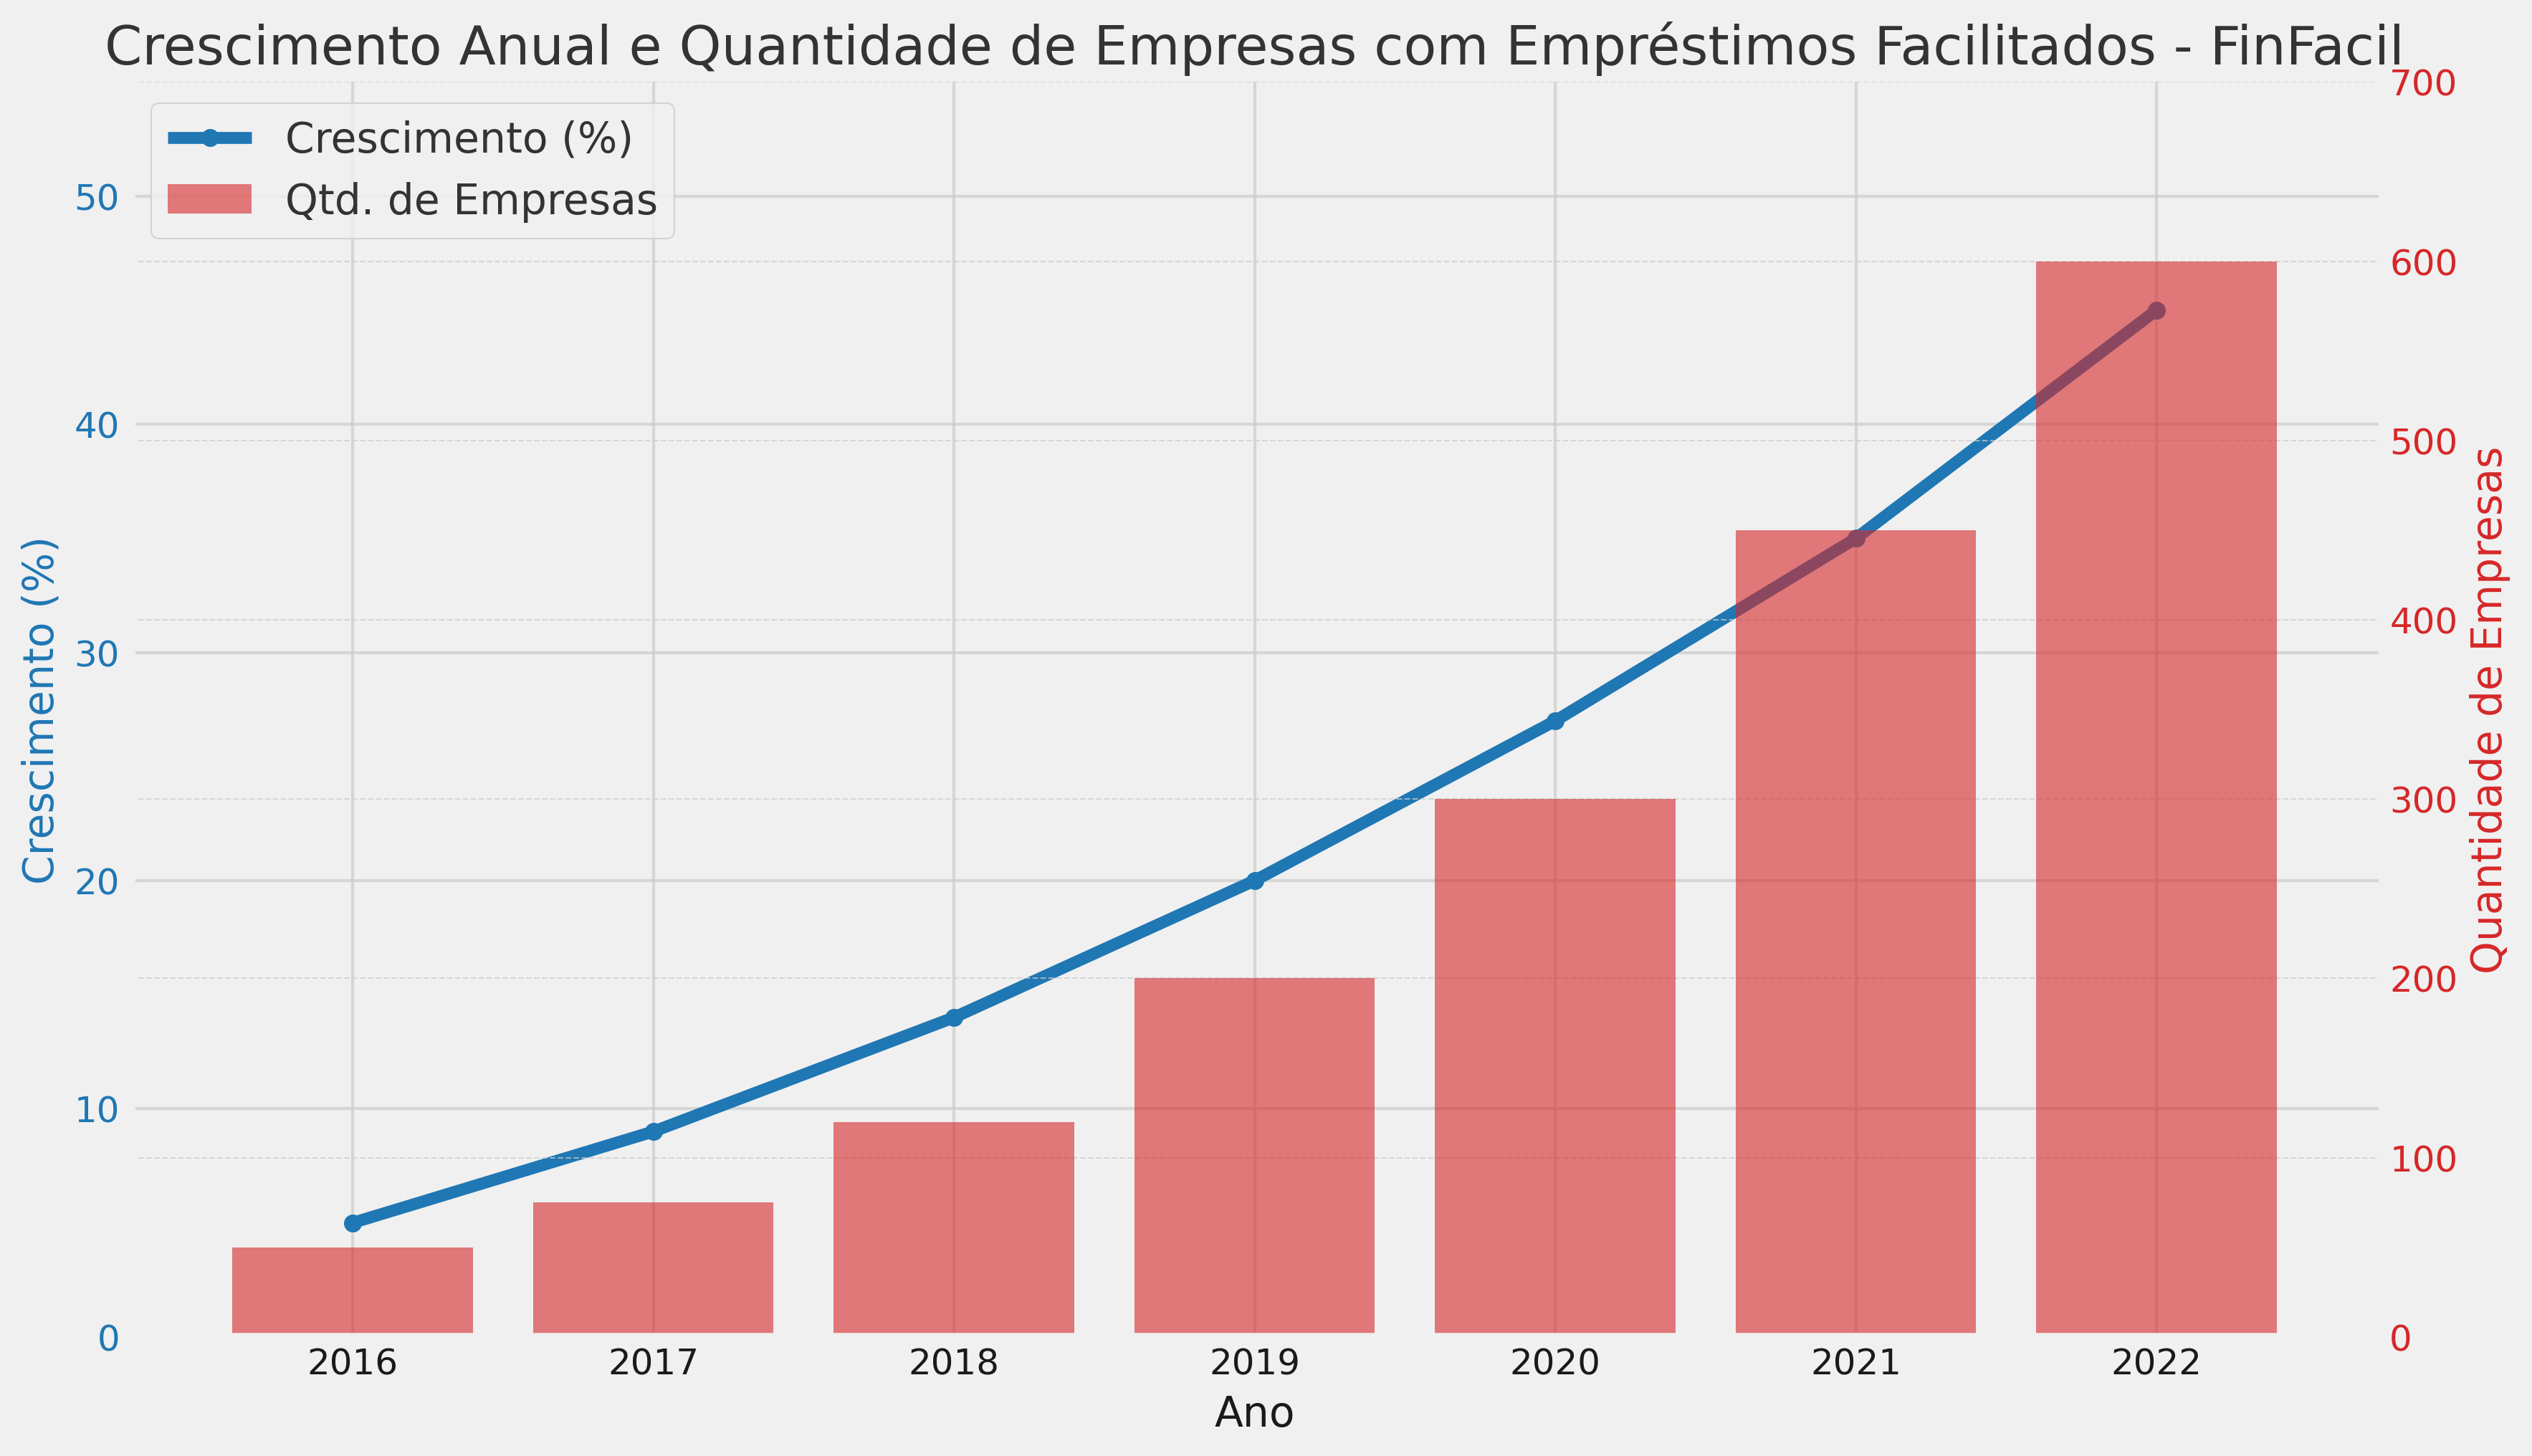 Crescimento Anual e Quantidade de Empresas com Empréstimos Facilitados - FinFacil
Crescimento (%)
Qtd. de Empresas
Crescimento (%)
50
40
30
20
10
0
700
600
500
400
300
200
100
0
Quantidade de Empresas
2016 2017 2018 2019 2020 2021 2022
Ano